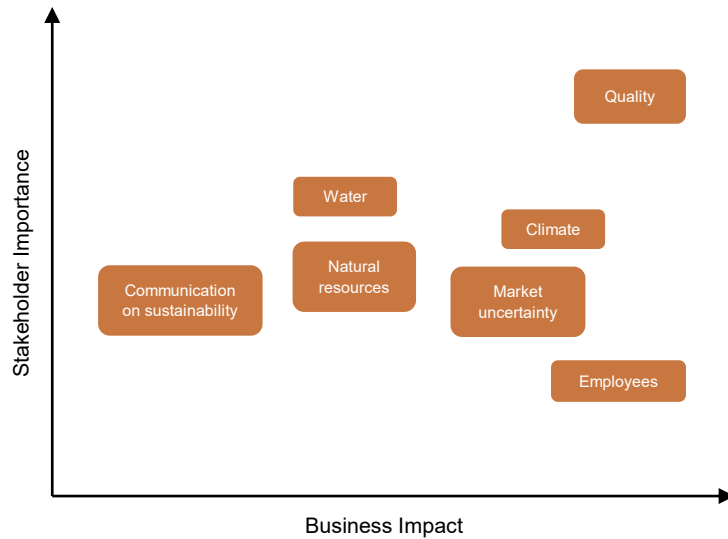 Stakeholder Importance
Quality
Water
Climate
Natural
resources
Communication
on sustainability
Market
uncertainty
Employees
Business Impact